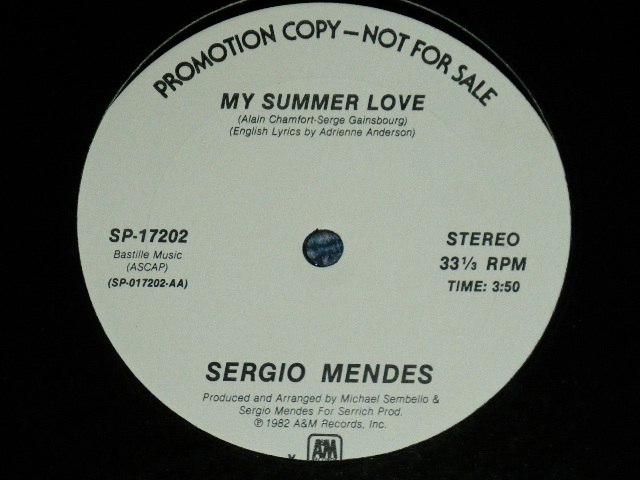 PROMOTION COPY—NOT FOR SALE
MY SUMMER LOVE
(Alain Chamfort-Serge Gainsbourg)
(English Lyrics by Adrienne Anderson)
SP-17202
Bastille Music
(ASCAP)
(SP-017202-AA)
STEREO
33⅓ RPM
TIME: 3:50
SERGIO MENDES
Produced and Arranged by Michael Sembello &
Sergio Mendes For Serrich Prod.
℗ 1982 A&M Records, Inc.
A&M